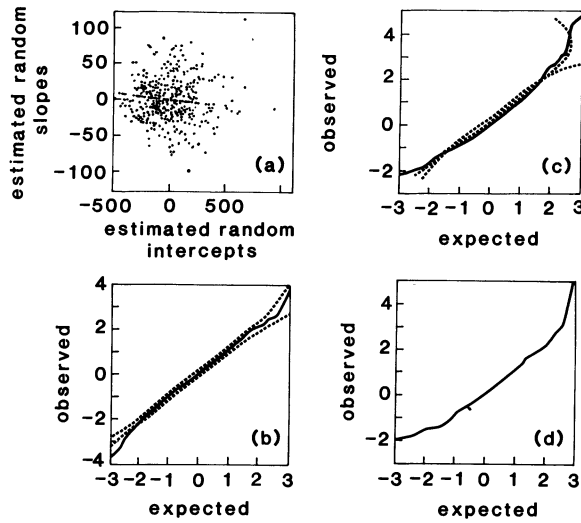 estimated random
slopes
100
50
0
-50
-100
(a)
-500
0
500
estimated random
intercepts
observed
4
2
0
-2
(c)
-3 -2 -1 0 1 2 3
expected
observed
4
2
0
-2
-4
(b)
-3 -2 -1 0 1 2 3
expected
observed
4
2
0
-2
(d)
-3 -2 -1 0 1 2 3
expected